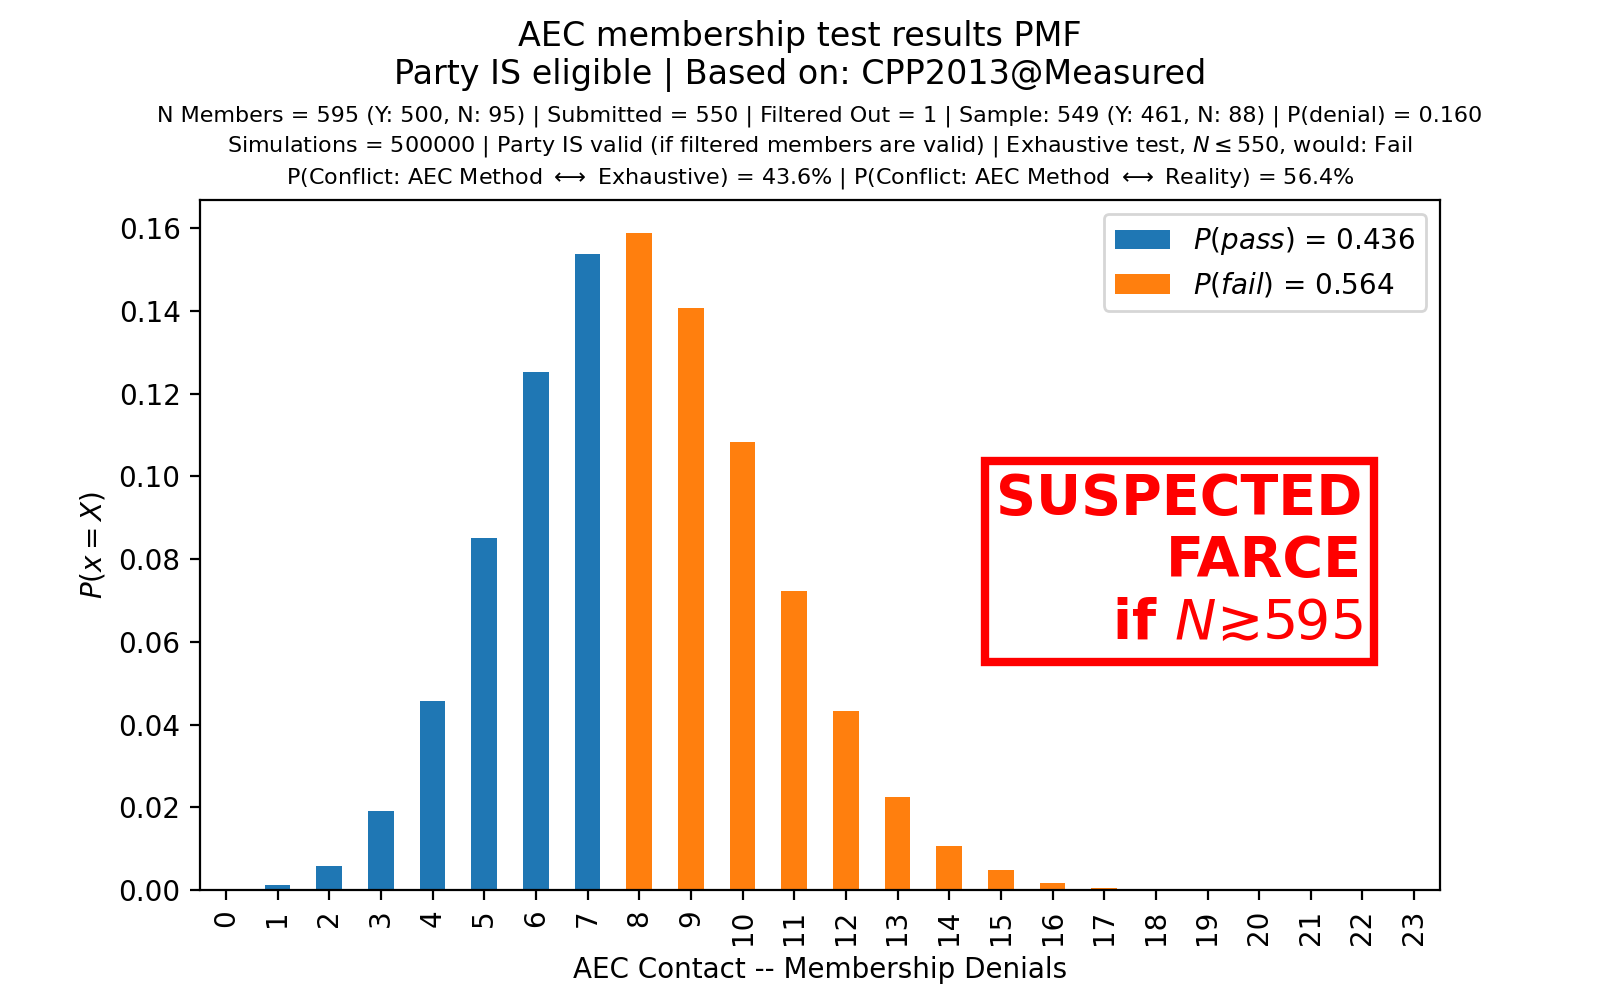 AEC membership test results PMF
Party IS eligible | Based on: CPP2013@Measured
N Members = 595 (Y: 500, N: 95) | Submitted = 550 | Filtered Out = 1 | Sample: 549 (Y: 461, N: 88) | P(denial) = 0.160
Simulations = 500000 | Party IS valid (if filtered members are valid) | Exhaustive test, N ≤ 550, would: Fail
P(Conflict: AEC Method ⟷ Exhaustive) = 43.6% | P(Conflict: AEC Method ⟷ Reality) = 56.4%
P(pass) = 0.436
P(fail) = 0.564
0.16
0.14
0.12
0.10
0.08
0.06
0.04
0.02
0.00
P(x = X)
SUSPECTED
FARCE
if N≳595
0 1 2 3 4 5 6 7 8 9 10 11 12 13 14 15 16 17 18 19 20 21 22 23
AEC Contact -- Membership Denials